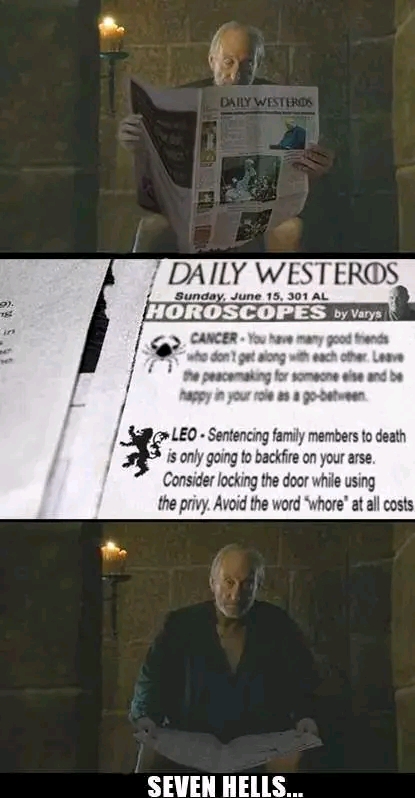 DAILY WESTEROS
DAILY WESTEROS
Sunday, June 15, 301 AL
HOROSCOPES by Varys
CANCER - You have many good friends
who don't get along with each other. Leave
the peacemaking for someone else and be
happy in your role as a go-between.
LEO - Sentencing family members to death
is only going to backfire on your arse.
Consider locking the door while using
the privy. Avoid the word "whore" at all costs
SEVEN HELLS...